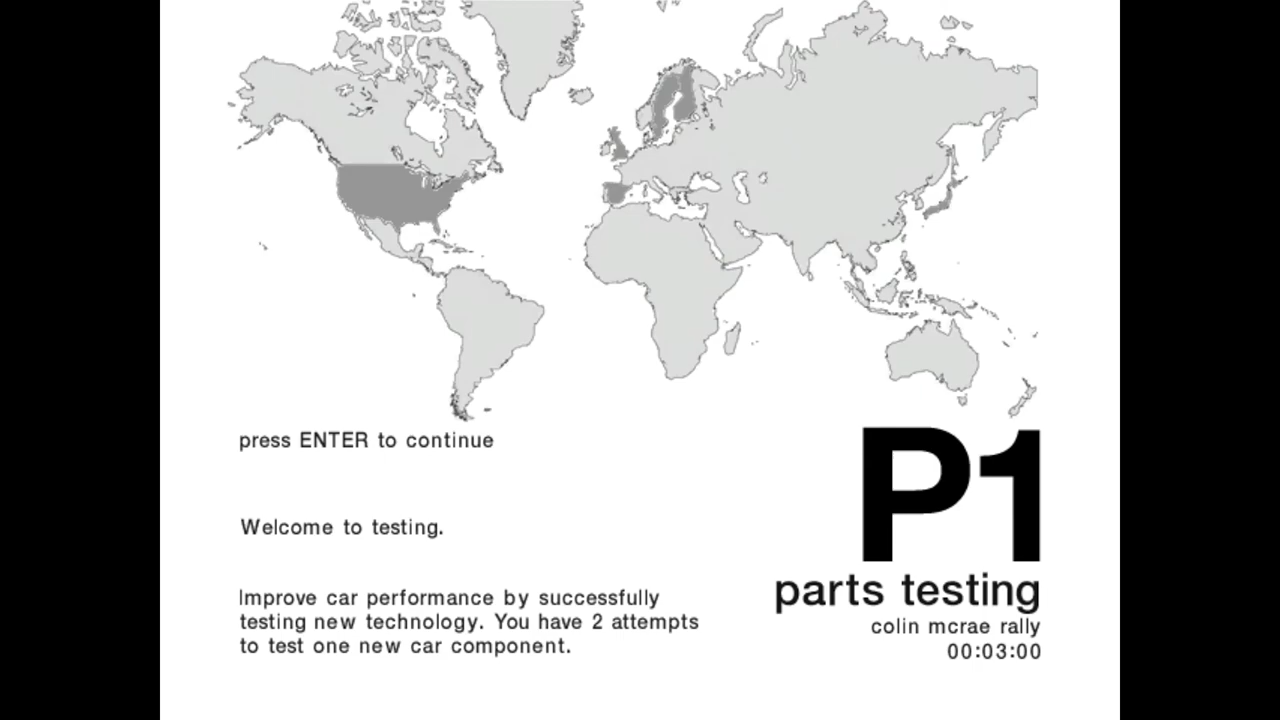 press ENTER to continue
Welcome to testing.
Improve car performance by successfully
testing new technology. You have 2 attempts
to test one new car component.
P1
parts testing
colin mcrae rally
00:03:00